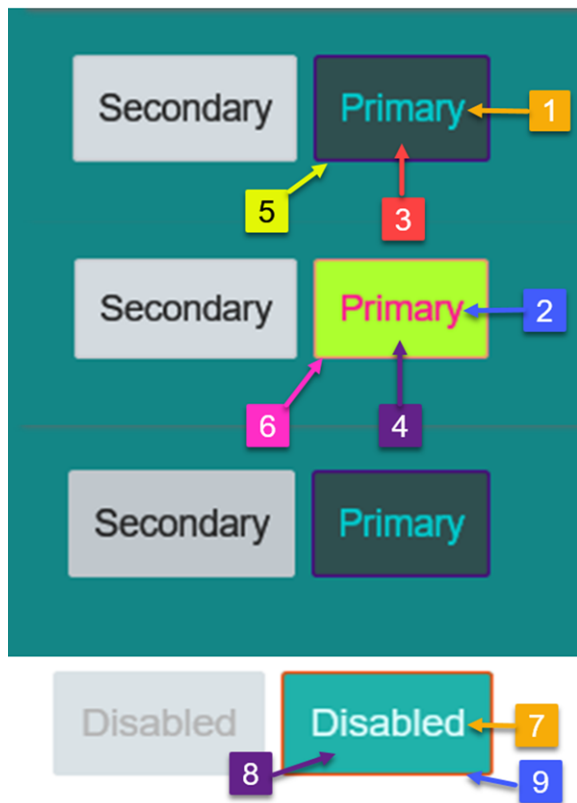 Secondary Primary 1
5 3
Secondary Primary 2
6 4
Secondary Primary
Disabled Disabled 7
8 9